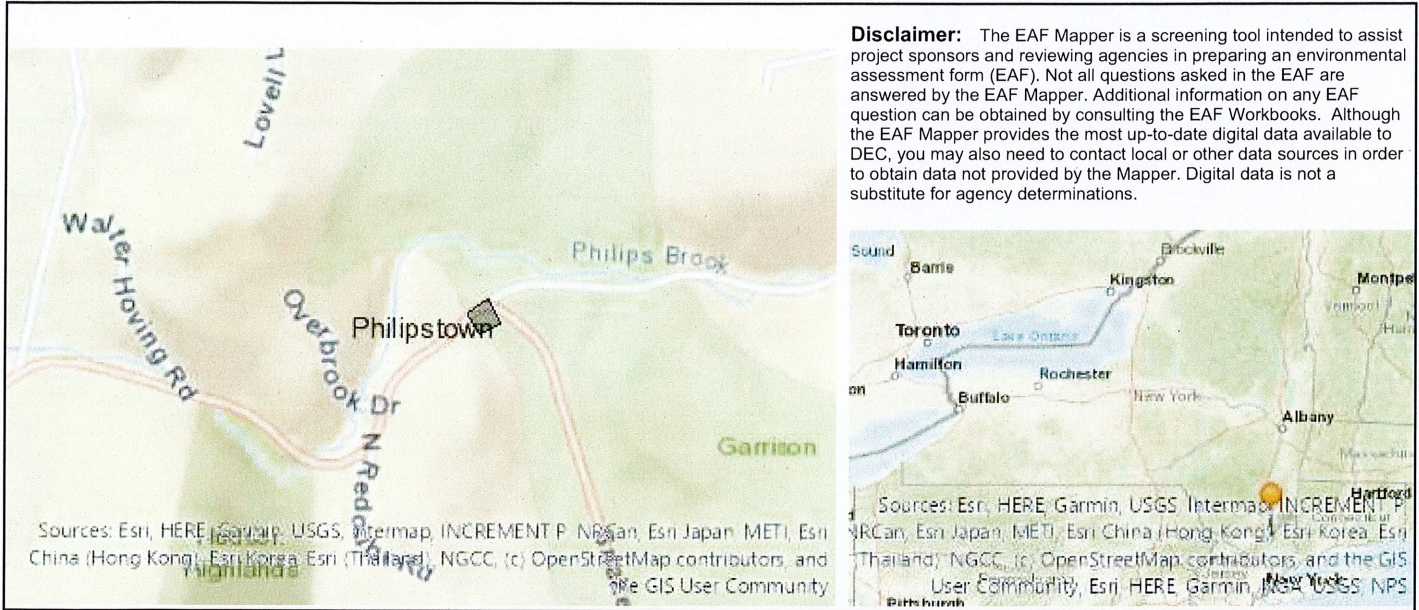 Disclaimer: The EAF Mapper is a screening tool intended to assist
project sponsors and reviewing agencies in preparing an environmental
assessment form (EAF). Not all questions asked in the EAF are
answered by the EAF Mapper. Additional information on any EAF
question can be obtained by consulting the EAF Workbooks. Although
the EAF Mapper provides the most up-to-date digital data available to
DEC, you may also need to contact local or other data sources in order
to obtain data not provided by the Mapper. Digital data is not a
substitute for agency determinations.
Walter Hoving Rd
Overbrook Dr
Philips Brook
Philipstown
Garrison
Highlands
Sources: Esri, HERE, Garmin, USGS, Intermap, INCREMENT P, NRCan, Esri Japan, METI, Esri
China (Hong Kong), Esri Korea, Esri (Thailand), NGCC, (c) OpenStreetMap contributors, and
the GIS User Community
Sound
Barrie
Brockville
Kingston
Montpe
Vermont
Toronto
Lake Ontario
Hamilton
Rochester
Buffalo
New York
Albany
Massachu
Hartford
Connecticut
Sources: Esri, HERE, Garmin, USGS, Intermap, INCREMENT P,
NRCan, Esri Japan, METI, Esri China (Hong Kong), Esri Korea, Esri
(Thailand), NGCC, (c) OpenStreetMap contributors, and the GIS
User Community, Esri, HERE, Garmin, NGA, USGS, NPS
New York
Jersey
Pittsburgh